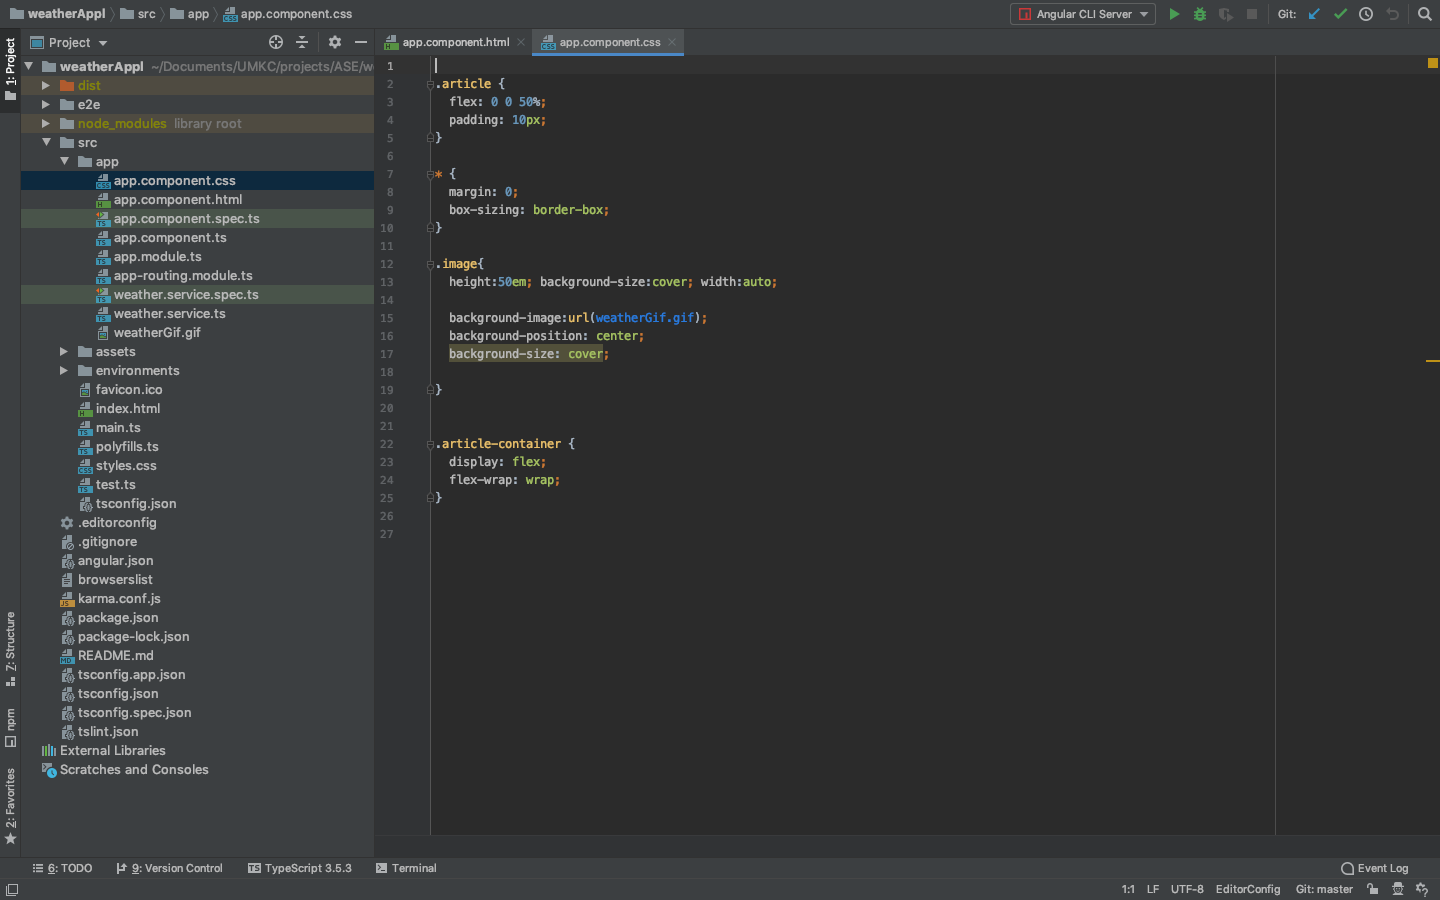 weatherAppl src app app.component.css
Angular CLI Server Git:
Project
app.component.html app.component.css
1: Project
7: Structure
npm
2: Favorites
weatherAppl ~/Documents/UMKC/projects/ASE/w
dist
e2e
node_modules library root
src
app
app.component.css
app.component.html
app.component.spec.ts
app.component.ts
app.module.ts
app-routing.module.ts
weather.service.spec.ts
weather.service.ts
weatherGif.gif
assets
environments
favicon.ico
index.html
main.ts
polyfills.ts
styles.css
test.ts
tsconfig.json
.editorconfig
.gitignore
angular.json
browserslist
karma.conf.js
package.json
package-lock.json
README.md
tsconfig.app.json
tsconfig.json
tsconfig.spec.json
tslint.json
External Libraries
Scratches and Consoles
1
2 .article {
3 flex: 0 0 50%;
4 padding: 10px;
5 }
6
7 * {
8 margin: 0;
9 box-sizing: border-box;
10 }
11
12 .image{
13 height:50em; background-size:cover; width:auto;
14
15 background-image:url(weatherGif.gif);
16 background-position: center;
17 background-size: cover;
18
19 }
20
21
22 .article-container {
23 display: flex;
24 flex-wrap: wrap;
25 }
26
27
6: TODO 9: Version Control TypeScript 3.5.3 Terminal Event Log
1:1 LF UTF-8 EditorConfig Git: master